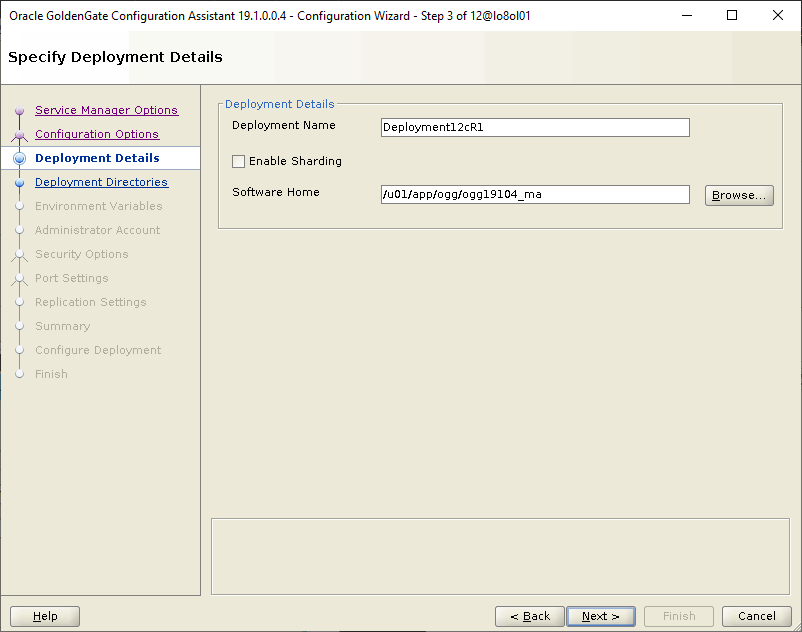 Oracle GoldenGate Configuration Assistant 19.1.0.0.4 - Configuration Wizard - Step 3 of 12@lo8ol01
Specify Deployment Details
Service Manager Options
Configuration Options
Deployment Details
Deployment Directories
Environment Variables
Administrator Account
Security Options
Port Settings
Replication Settings
Summary
Configure Deployment
Finish
Deployment Details
Deployment Name Deployment12cR1
Enable Sharding
Software Home /u01/app/ogg/ogg19104_ma Browse...
Help < Back Next > Finish Cancel